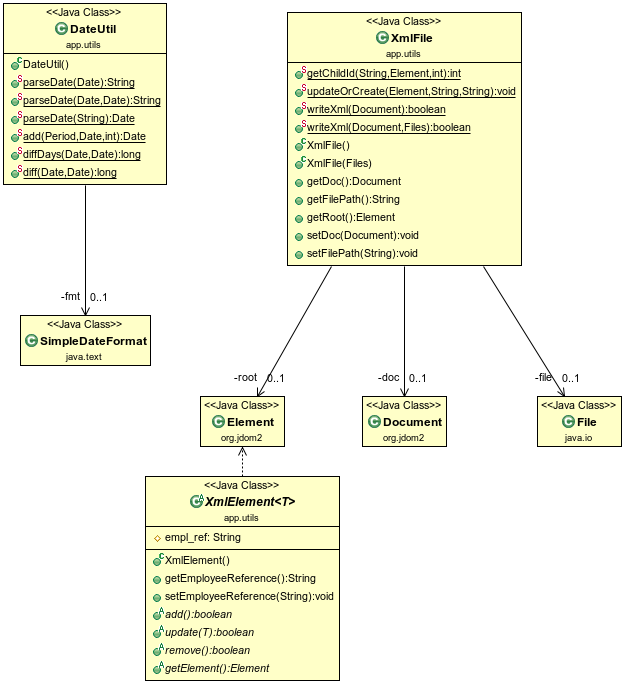 <<Java Class>>
DateUtil
app.utils
DateUtil()
parseDate(Date):String
parseDate(Date,Date):String
parseDate(String):Date
add(Period,Date,int):Date
diffDays(Date,Date):long
diff(Date,Date):long
<<Java Class>>
XmlFile
app.utils
getChildId(String,Element,int):int
updateOrCreate(Element,String,String):void
writeXml(Document):boolean
writeXml(Document,Files):boolean
XmlFile()
XmlFile(Files)
getDoc():Document
getFilePath():String
getRoot():Element
setDoc(Document):void
setFilePath(String):void
-fmt 0..1
<<Java Class>>
SimpleDateFormat
java.text
-root 0..1
-doc 0..1
-file 0..1
<<Java Class>>
Element
org.jdom2
<<Java Class>>
Document
org.jdom2
<<Java Class>>
File
java.io
<<Java Class>>
XmlElement<T>
app.utils
empl_ref: String
XmlElement()
getEmployeeReference():String
setEmployeeReference(String):void
add():boolean
update(T):boolean
remove():boolean
getElement():Element